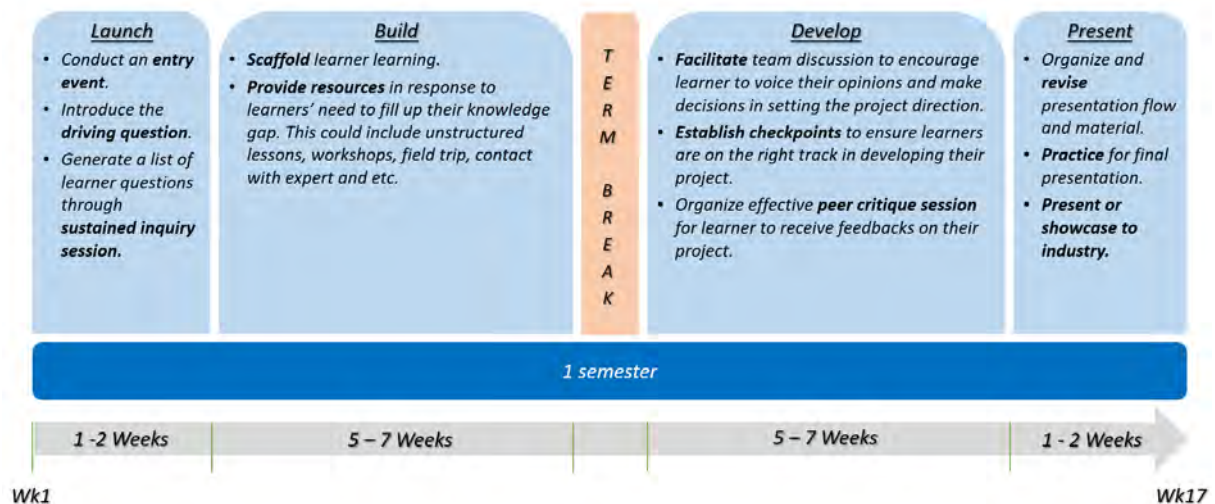 Launch
• Conduct an entry
event.
• Introduce the
driving question.
• Generate a list of
learner questions
through
sustained inquiry
session.
Build
• Scaffold learner learning.
• Provide resources in response to
learners' need to fill up their knowledge
gap. This could include unstructured
lessons, workshops, field trip, contact
with expert and etc.
T
E
R
M
B
R
E
A
K
Develop
• Facilitate team discussion to encourage
learner to voice their opinions and make
decisions in setting the project direction.
• Establish checkpoints to ensure learners
are on the right track in developing their
project.
• Organize effective peer critique session
for learner to receive feedbacks on their
project.
Present
• Organize and
revise
presentation flow
and material.
• Practice for final
presentation.
• Present or
showcase to
industry.
1 semester
1 -2 Weeks
5 – 7 Weeks
5 – 7 Weeks
1 - 2 Weeks
Wk1
Wk17